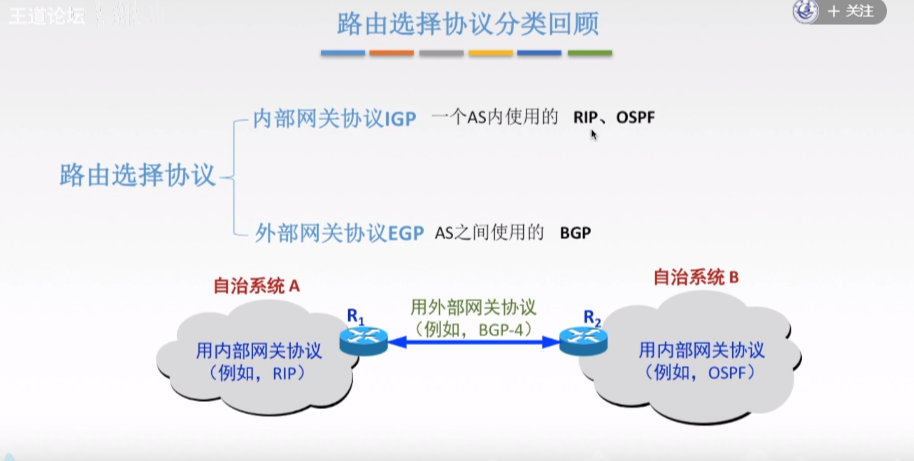 王道论坛
+ 关注
路由选择协议分类回顾
内部网关协议IGP 一个AS内使用的 RIP、OSPF
路由选择协议
外部网关协议EGP AS之间使用的 BGP
自治系统 A
自治系统 B
用外部网关协议
（例如，BGP-4）
R1
R2
用内部网关协议
（例如，RIP）
用内部网关协议
（例如，OSPF）